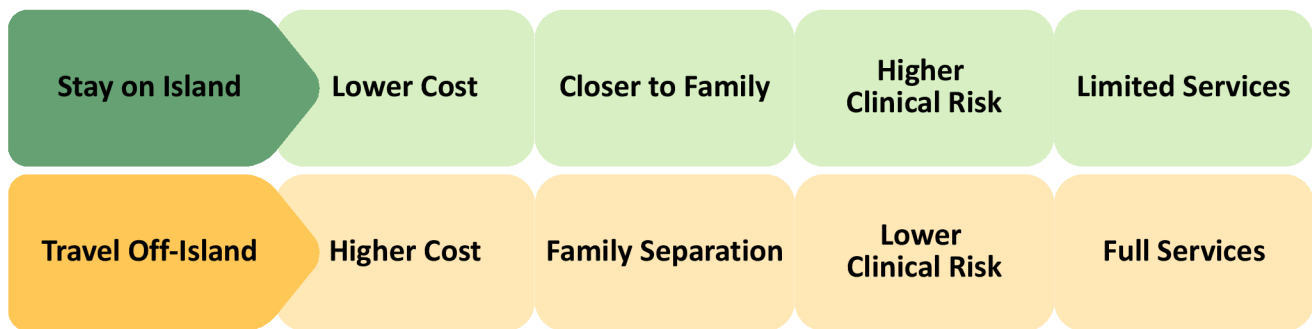 Stay on Island
Lower Cost
Closer to Family
Higher
Clinical Risk
Limited Services
Travel Off-Island
Higher Cost
Family Separation
Lower
Clinical Risk
Full Services